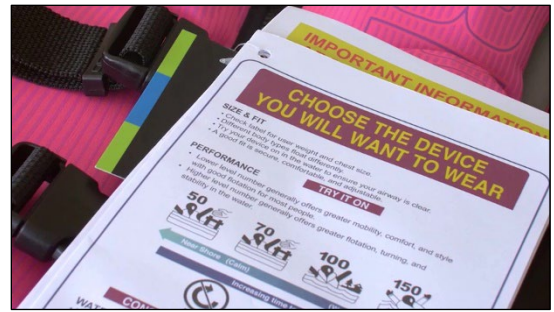 IMPORTANT INFORMATION
CHOOSE THE DEVICE
YOU WILL WANT TO WEAR
SIZE & FIT
• Check label for user weight and chest size.
• Different body types float differently.
• Try your device on in the water to ensure your airway is clear.
• A good fit is secure, comfortable, and adjustable.
TRY IT ON
PERFORMANCE
• Lower level number generally offers greater mobility, comfort, and style
with good flotation for most people.
• Higher level number generally offers greater flotation, turning, and
stability in the water.
50
70
100
150
Near Shore (Calm)
Increasing time
WAT
CON